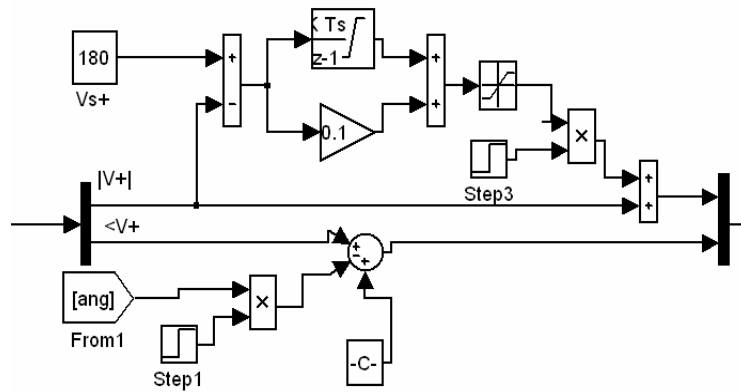 K Ts
z-1
180
Vs+
+
-
+
+
0.1
×
Step3
|V+|
+
+
<V+
+
-
+
[ang]
From1
×
Step1
-C-